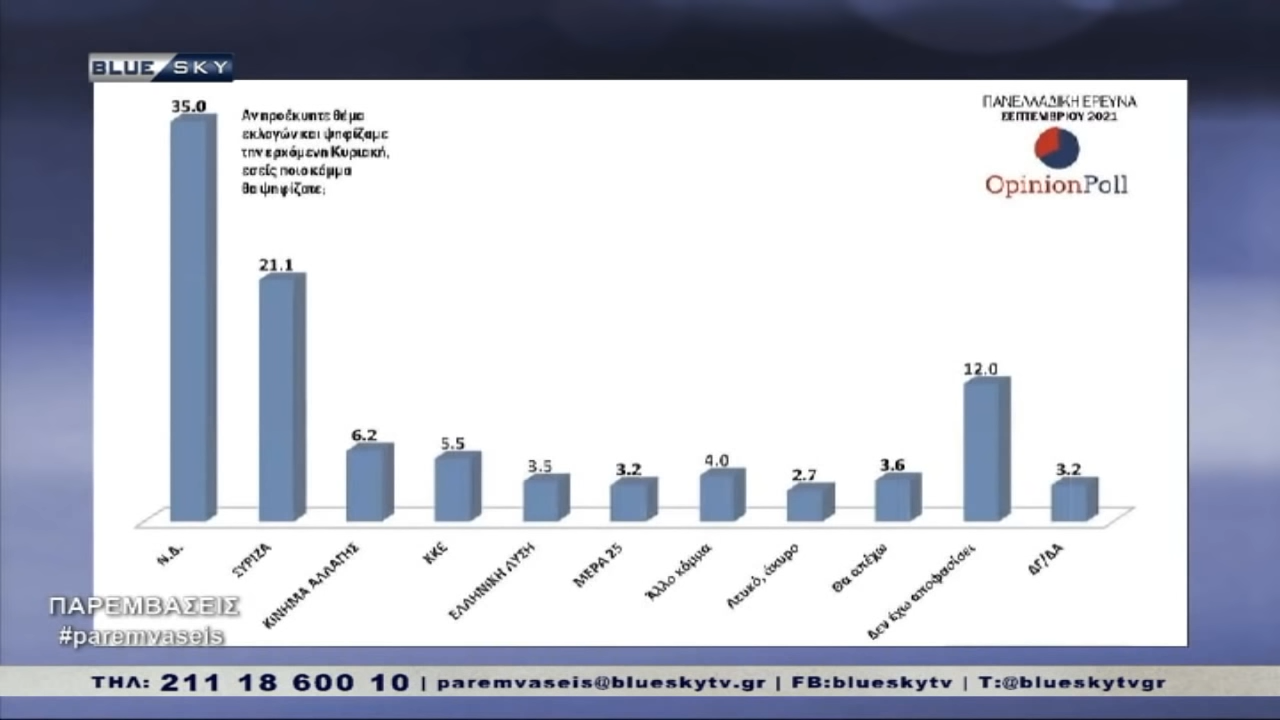 BLUE SKY
35.0
Αν προέκυπτε θέμα
εκλογών και ψηφίζαμε
την ερχόμενη Κυριακή,
εσείς ποιο κόμμα
θα ψηφίζατε;
ΠΑΝΕΛΛΑΔΙΚΗ ΕΡΕΥΝΑ
ΣΕΠΤΕΜΒΡΙΟΥ 2021
OpinionPoll
21.1
6.2
5.5
3.5
3.2
4.0
2.7
3.6
12.0
3.2
Ν.Δ.
ΣΥΡΙΖΑ
ΚΙΝΗΜΑ ΑΛΛΑΓΗΣ
ΚΚΕ
ΕΛΛΗΝΙΚΗ ΛΥΣΗ
ΜΕΡΑ 25
Άλλο κόμμα
Λευκό, άκυρο
Θα απέχω
Δεν έχω αποφασίσει
ΔΓ/ΔΑ
ΠΑΡΕΜΒΑΣΕΙΣ
#paremvaseis
ΤΗΛ: 211 18 600 10 | paremvaseis@blueskytv.gr | FB:blueskytv | T:@blueskytvgr